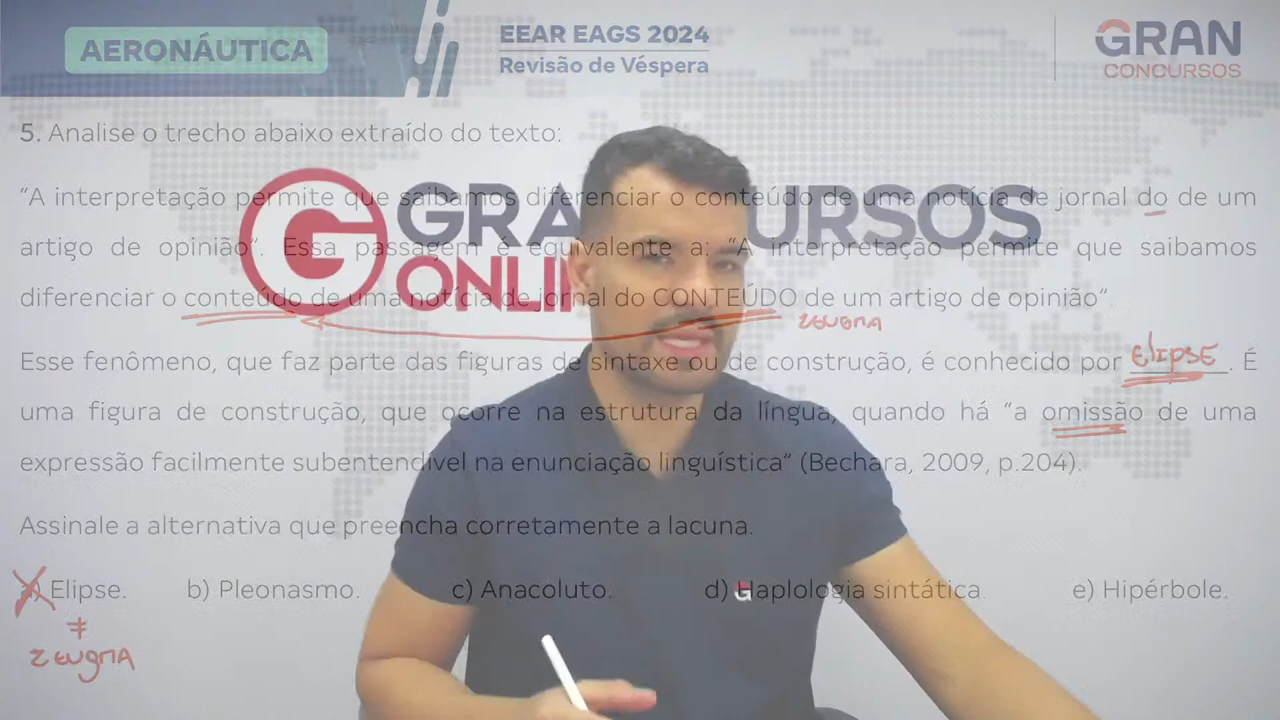 AERONÁUTICA
EEAR EAGS 2024
Revisão de Véspera
GRAN
CONCURSOS
5. Analise o trecho abaixo extraído do texto:
“A interpretação permite que saibamos diferenciar o conteúdo de uma notícia de jornal do de um
artigo de opinião”. Essa passagem é equivalente a: “A interpretação permite que saibamos
diferenciar o conteúdo de uma notícia de jornal do CONTEÚDO de um artigo de opinião”.
zeugma
Esse fenômeno, que faz parte das figuras de sintaxe ou de construção, é conhecido por Elipse. É
uma figura de construção, que ocorre na estrutura da língua, quando há “a omissão de uma
expressão facilmente subentendível na enunciação linguística” (Bechara, 2009, p.204).
Assinale a alternativa que preencha corretamente a lacuna.
a) Elipse. b) Pleonasmo. c) Anacoluto. d) Haplologia sintática. e) Hipérbole.
≠
zeugma
G
GRAN CURSOS
ONLINE